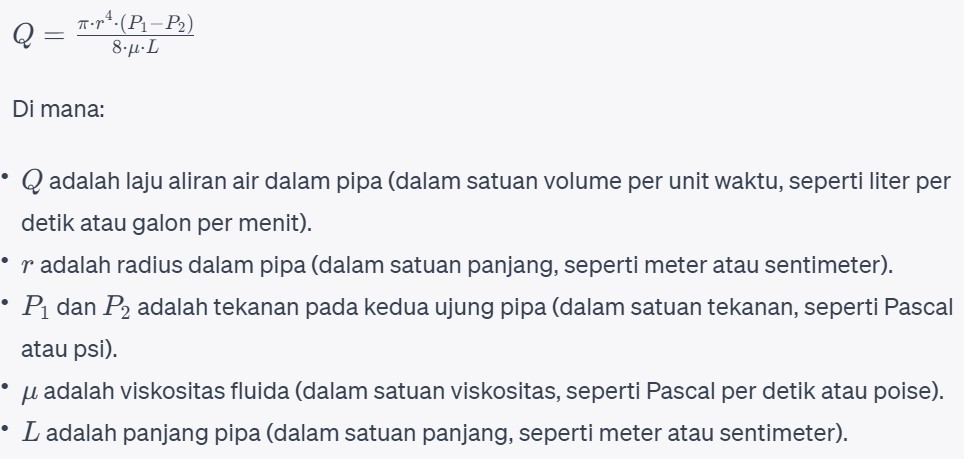 Q = π·r⁴·(P₁−P₂) / 8·μ·L
Di mana:
• Q adalah laju aliran air dalam pipa (dalam satuan volume per unit waktu, seperti liter per
detik atau galon per menit).
• r adalah radius dalam pipa (dalam satuan panjang, seperti meter atau sentimeter).
• P₁ dan P₂ adalah tekanan pada kedua ujung pipa (dalam satuan tekanan, seperti Pascal
atau psi).
• μ adalah viskositas fluida (dalam satuan viskositas, seperti Pascal per detik atau poise).
• L adalah panjang pipa (dalam satuan panjang, seperti meter atau sentimeter).